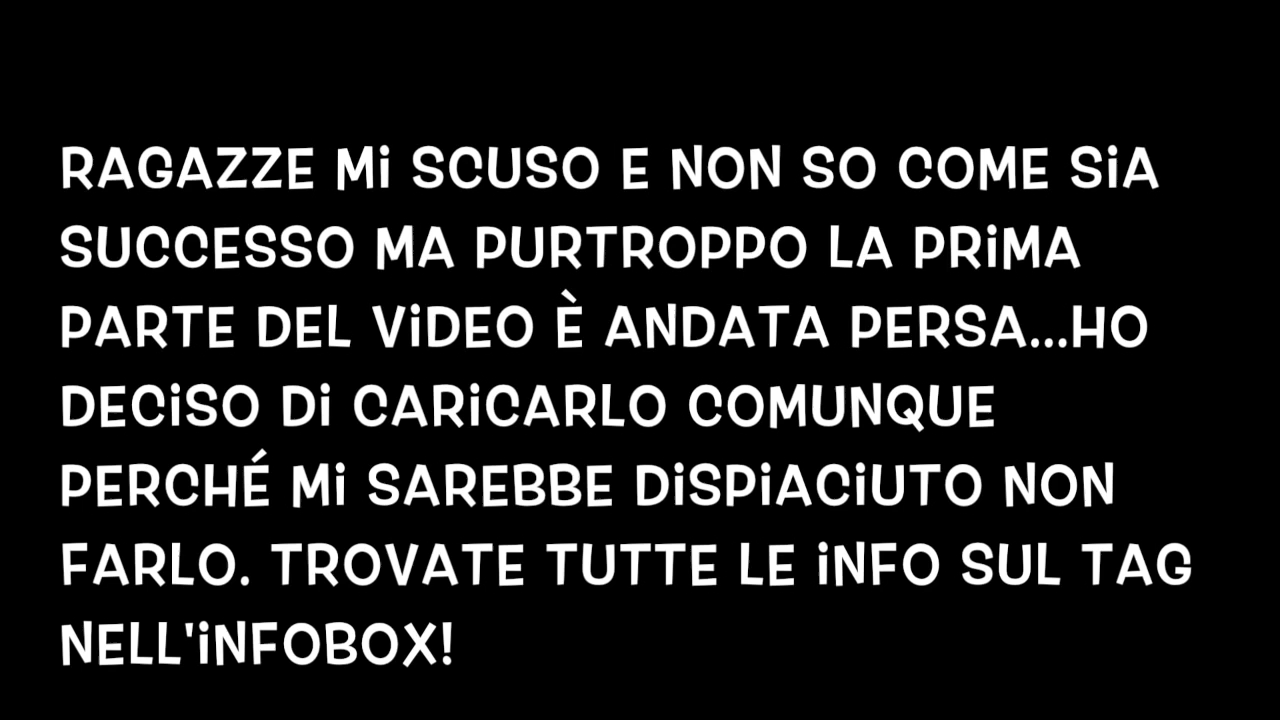 RAGAZZE Mi SCUSO E NON SO COME SiA
SUCCESSO MA PURTROPPO LA PRiMA
PARTE DEL ViDEO È ANDATA PERSA...HO
DECiSO Di CARiCARLO COMUNQUE
PERCHÉ Mi SAREBBE DiSPiACiUTO NON
FARLO. TROVATE TUTTE LE iNFO SUL TAG
NELL'iNFOBOX!